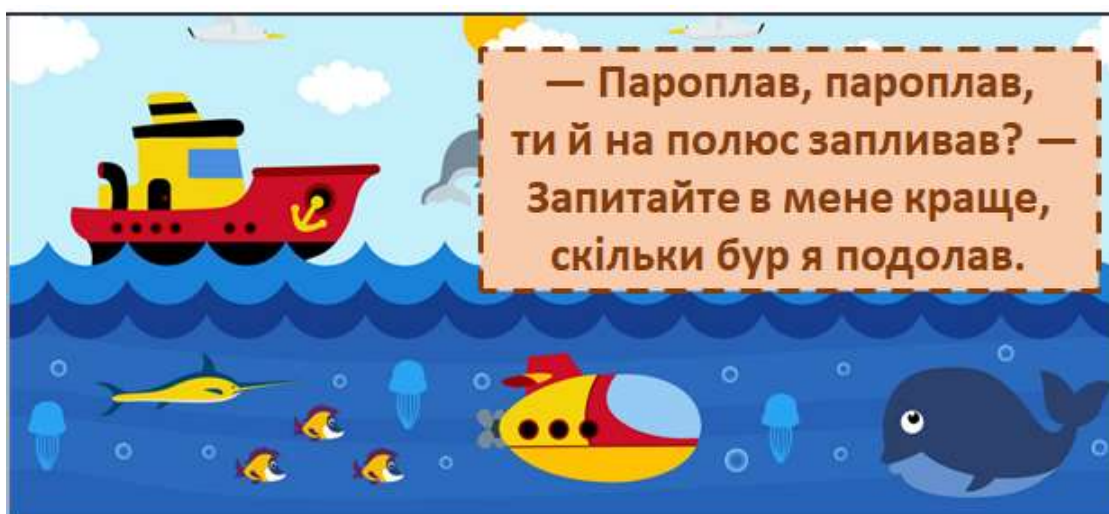 — Пароплав, пароплав,
ти й на полюс запливав? —
Запитайте в мене краще,
скільки бур я подолав.